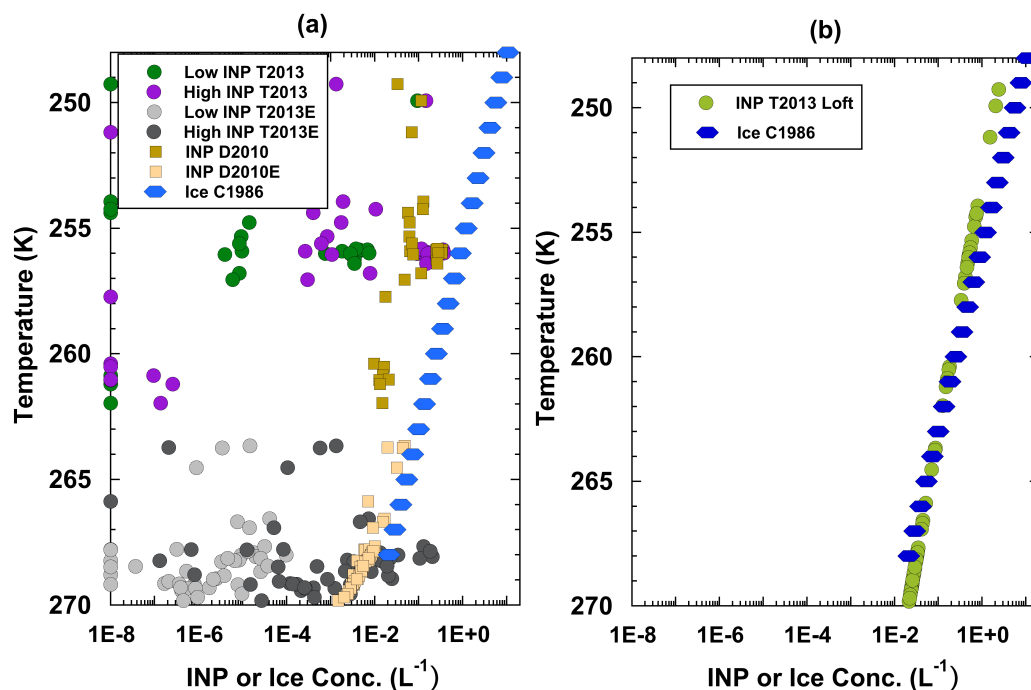 (a)
Low INP T2013
High INP T2013
Low INP T2013E
High INP T2013E
INP D2010
INP D2010E
Ice C1986
250
255
260
265
270
Temperature (K)
1E-8 1E-6 1E-4 1E-2 1E+0
INP or Ice Conc. (L⁻¹)
(b)
INP T2013 Loft
Ice C1986
250
255
260
265
270
Temperature (K)
1E-8 1E-6 1E-4 1E-2 1E+0
INP or Ice Conc. (L⁻¹)